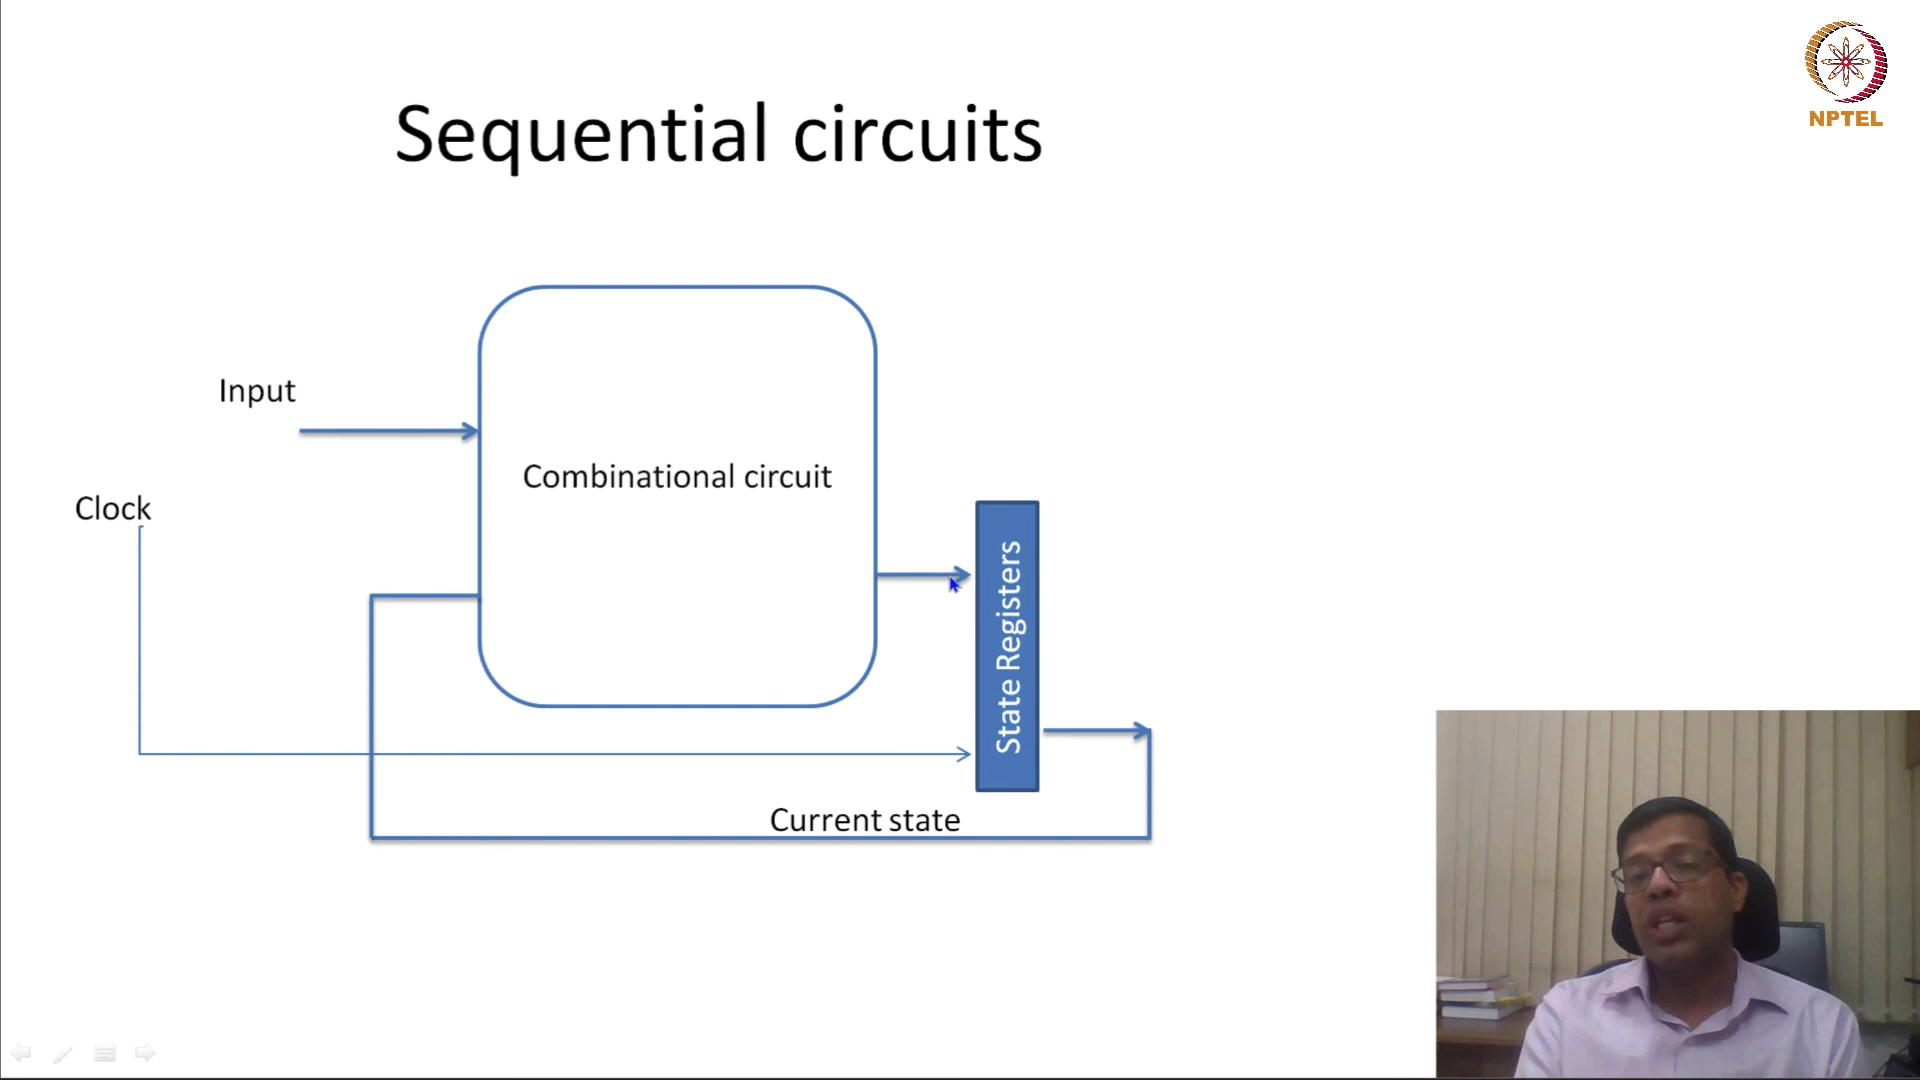 NPTEL
Sequential circuits
Input
Combinational circuit
Clock
State Registers
Current state